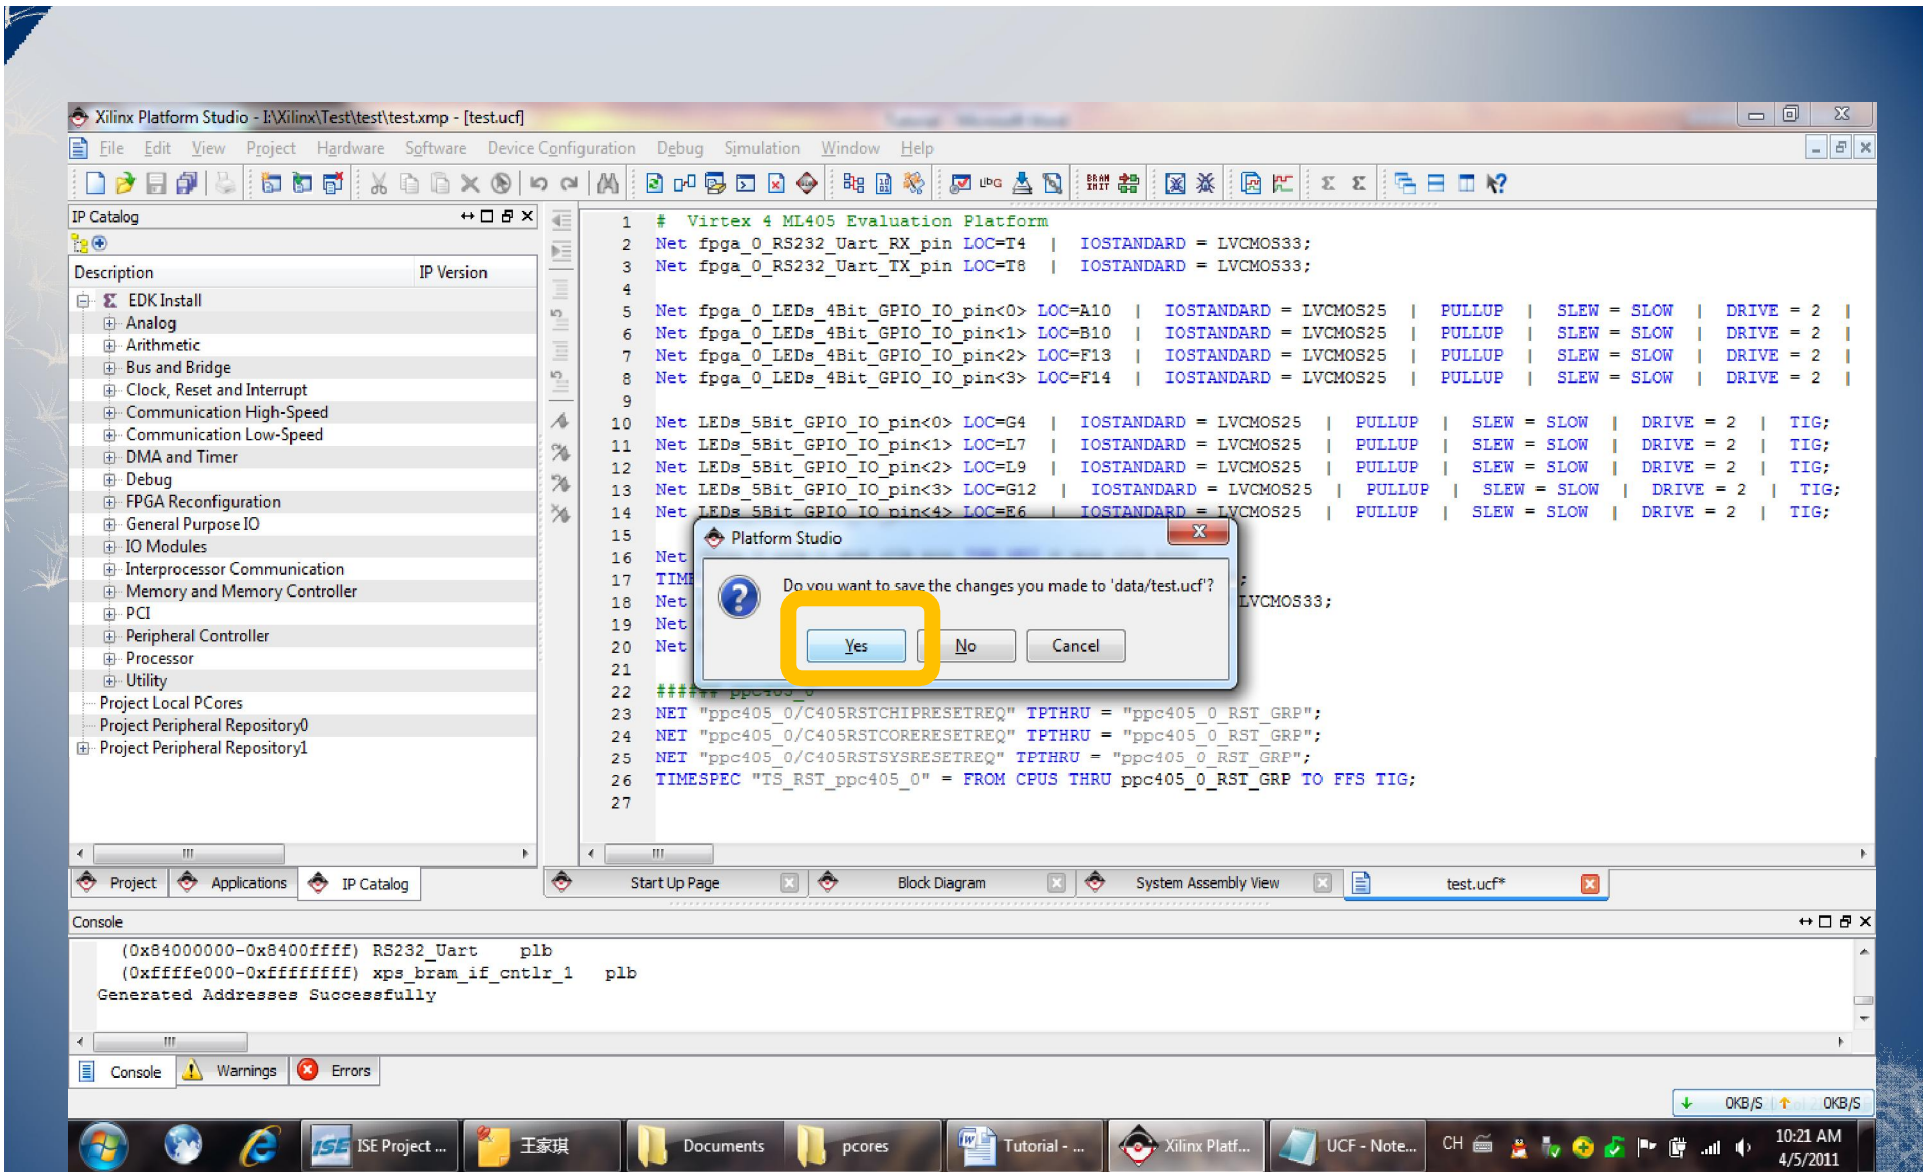 Xilinx Platform Studio - I:\Xilinx\Test\test\test.xmp - [test.ucf]
File Edit View Project Hardware Software Device Configuration Debug Simulation Window Help
IP Catalog
Description IP Version
EDK Install
Analog
Arithmetic
Bus and Bridge
Clock, Reset and Interrupt
Communication High-Speed
Communication Low-Speed
DMA and Timer
Debug
FPGA Reconfiguration
General Purpose IO
IO Modules
Interprocessor Communication
Memory and Memory Controller
PCI
Peripheral Controller
Processor
Utility
Project Local PCores
Project Peripheral Repository0
Project Peripheral Repository1
Project Applications IP Catalog
1 # Virtex 4 ML405 Evaluation Platform
2 Net fpga_0_RS232_Uart_RX_pin LOC=T4 | IOSTANDARD = LVCMOS33;
3 Net fpga_0_RS232_Uart_TX_pin LOC=T8 | IOSTANDARD = LVCMOS33;
4
5 Net fpga_0_LEDs_4Bit_GPIO_IO_pin<0> LOC=A10 | IOSTANDARD = LVCMOS25 | PULLUP | SLEW = SLOW | DRIVE = 2 |
6 Net fpga_0_LEDs_4Bit_GPIO_IO_pin<1> LOC=B10 | IOSTANDARD = LVCMOS25 | PULLUP | SLEW = SLOW | DRIVE = 2 |
7 Net fpga_0_LEDs_4Bit_GPIO_IO_pin<2> LOC=F13 | IOSTANDARD = LVCMOS25 | PULLUP | SLEW = SLOW | DRIVE = 2 |
8 Net fpga_0_LEDs_4Bit_GPIO_IO_pin<3> LOC=F14 | IOSTANDARD = LVCMOS25 | PULLUP | SLEW = SLOW | DRIVE = 2 |
9
10 Net LEDs_5Bit_GPIO_IO_pin<0> LOC=G4 | IOSTANDARD = LVCMOS25 | PULLUP | SLEW = SLOW | DRIVE = 2 | TIG;
11 Net LEDs_5Bit_GPIO_IO_pin<1> LOC=L7 | IOSTANDARD = LVCMOS25 | PULLUP | SLEW = SLOW | DRIVE = 2 | TIG;
12 Net LEDs_5Bit_GPIO_IO_pin<2> LOC=L9 | IOSTANDARD = LVCMOS25 | PULLUP | SLEW = SLOW | DRIVE = 2 | TIG;
13 Net LEDs_5Bit_GPIO_IO_pin<3> LOC=G12 | IOSTANDARD = LVCMOS25 | PULLUP | SLEW = SLOW | DRIVE = 2 | TIG;
14 Net LEDs_5Bit_GPIO_IO_pin<4> LOC=E6 | IOSTANDARD = LVCMOS25 | PULLUP | SLEW = SLOW | DRIVE = 2 | TIG;
15
16 Net
17 TIME ;
18 Net LVCMOS33;
19 Net
20 Net
21
22 ###### ppc405_0
23 NET "ppc405_0/C405RSTCHIPRESETREQ" TPTHRU = "ppc405_0_RST_GRP";
24 NET "ppc405_0/C405RSTCORERESETREQ" TPTHRU = "ppc405_0_RST_GRP";
25 NET "ppc405_0/C405RSTSYSRESETREQ" TPTHRU = "ppc405_0_RST_GRP";
26 TIMESPEC "TS_RST_ppc405_0" = FROM CPUS THRU ppc405_0_RST_GRP TO FFS TIG;
27
Platform Studio
Do you want to save the changes you made to 'data/test.ucf'?
Yes No Cancel
Start Up Page Block Diagram System Assembly View test.ucf*
Console
(0x84000000-0x8400ffff) RS232_Uart plb
(0xffffe000-0xffffffff) xps_bram_if_cntlr_1 plb
Generated Addresses Successfully
Console Warnings Errors
0KB/S 0KB/S
ISE Project ... 王家琪 Documents pcores Tutorial - ... Xilinx Platf... UCF - Note... CH 10:21 AM
4/5/2011